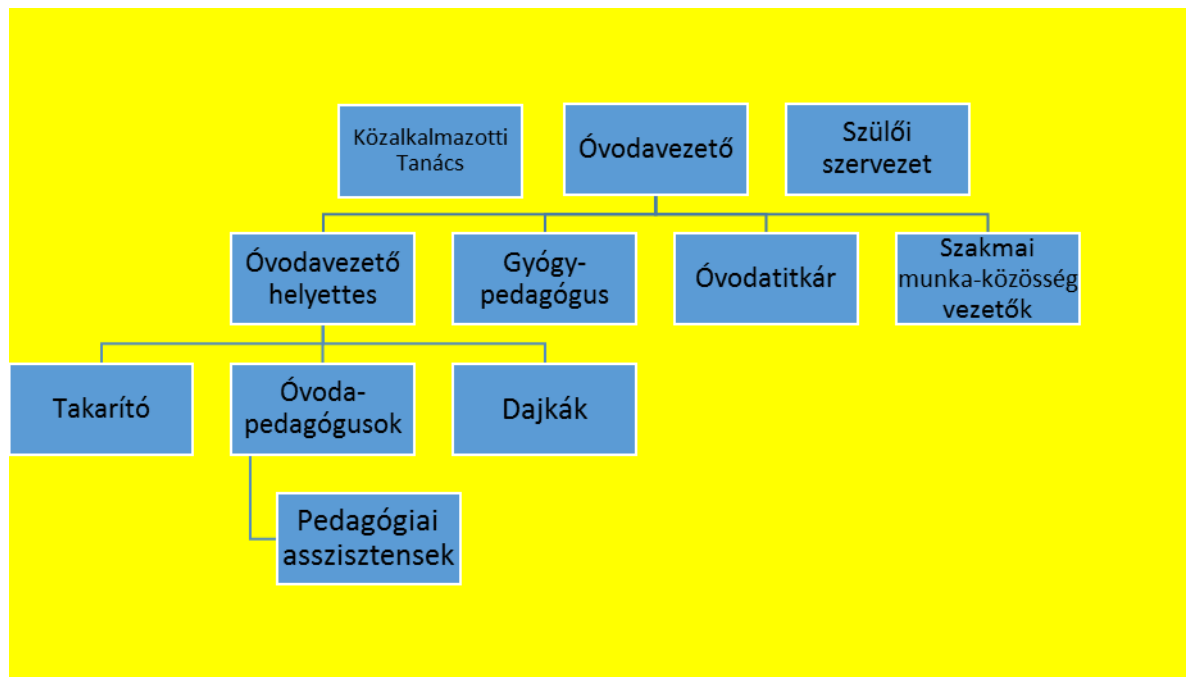 Közalkalmazotti
Tanács
Óvodavezető
Szülői
szervezet
Óvodavezető
helyettes
Gyógy-
pedagógus
Óvodatitkár
Szakmai
munka-közösség
vezetők
Takarító
Óvoda-
pedagógusok
Dajkák
Pedagógiai
asszisztensek